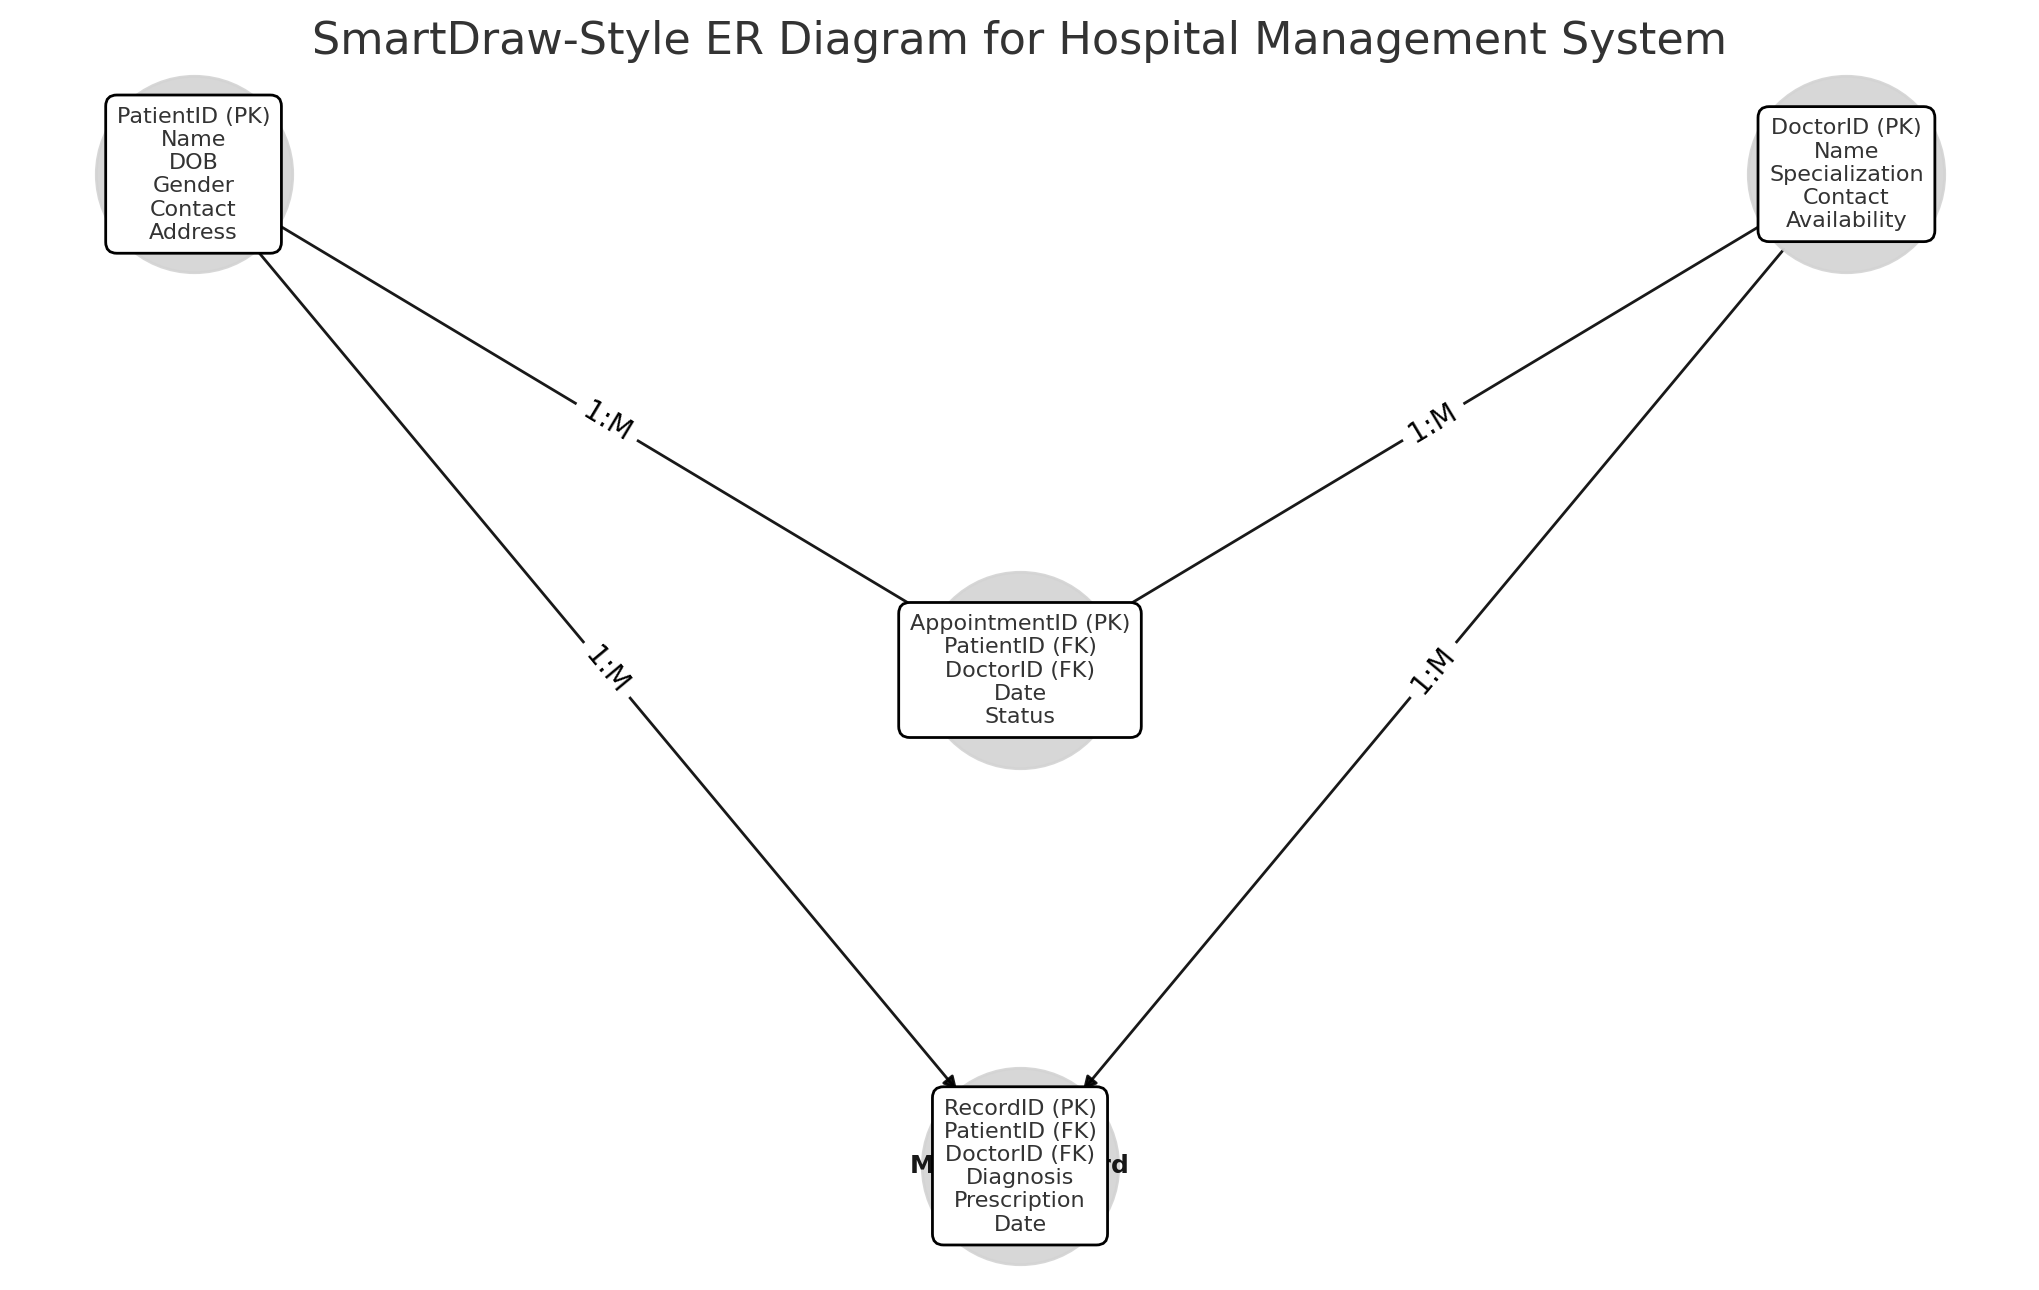 SmartDraw-Style ER Diagram for Hospital Management System
PatientID (PK)
Name
DOB
Gender
Contact
Address
DoctorID (PK)
Name
Specialization
Contact
Availability
1:M
1:M
AppointmentID (PK)
PatientID (FK)
DoctorID (FK)
Date
Status
1:M
1:M
RecordID (PK)
PatientID (FK)
DoctorID (FK)
Diagnosis
Prescription
Date